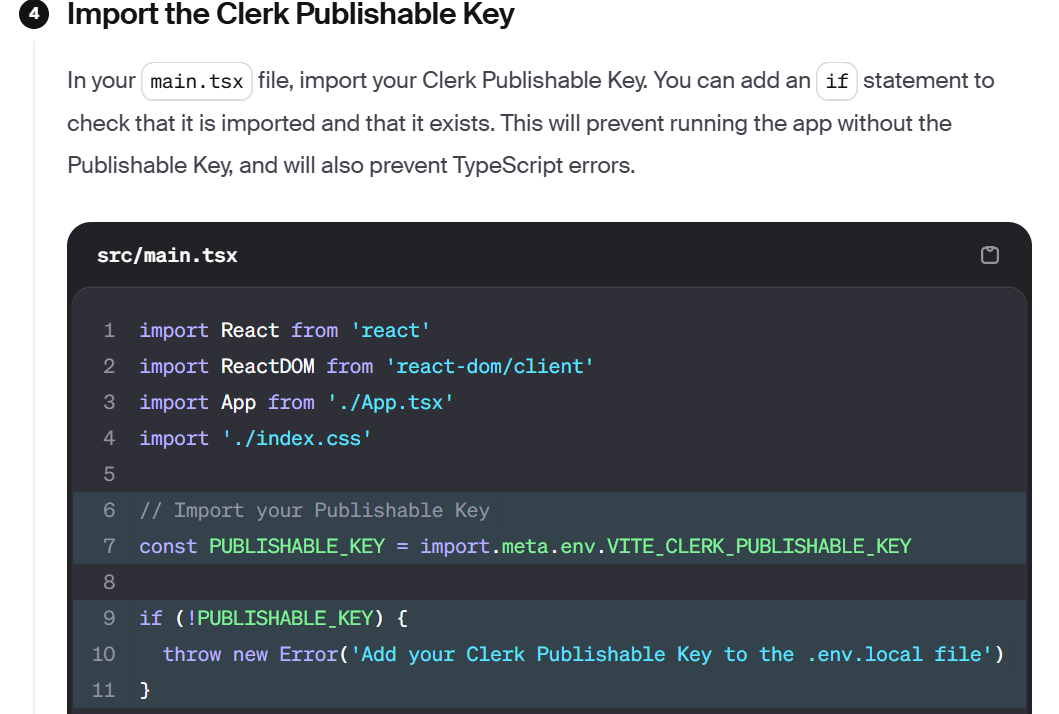 4 Import the Clerk Publishable Key
In your main.tsx file, import your Clerk Publishable Key. You can add an if statement to
check that it is imported and that it exists. This will prevent running the app without the
Publishable Key, and will also prevent TypeScript errors.
src/main.tsx
1 import React from 'react'
2 import ReactDOM from 'react-dom/client'
3 import App from './App.tsx'
4 import './index.css'
5
6 // Import your Publishable Key
7 const PUBLISHABLE_KEY = import.meta.env.VITE_CLERK_PUBLISHABLE_KEY
8
9 if (!PUBLISHABLE_KEY) {
10   throw new Error('Add your Clerk Publishable Key to the .env.local file')
11 }